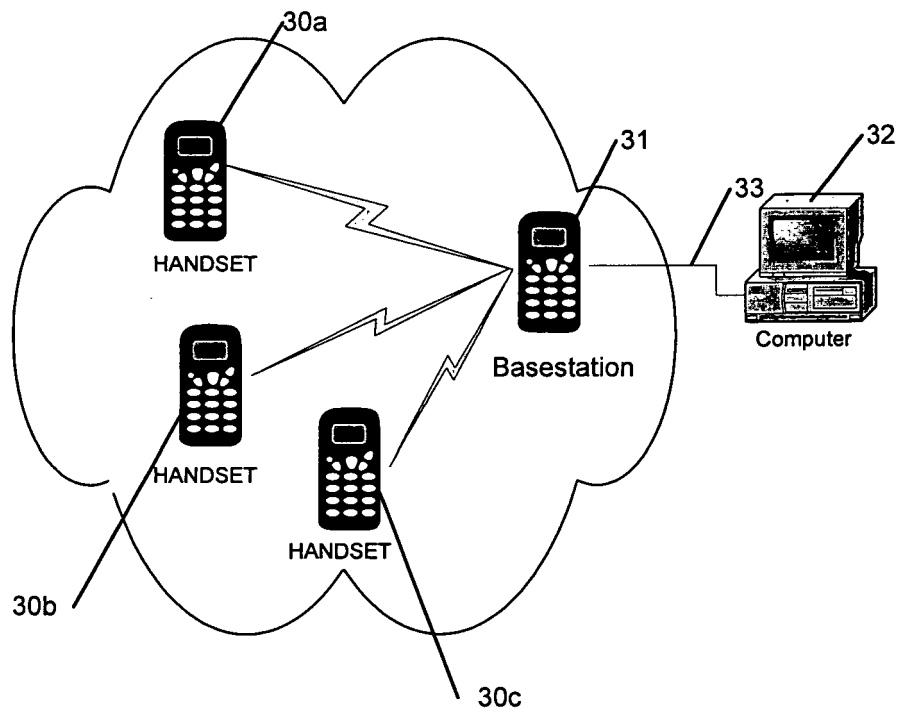 30a
31
32
33
HANDSET
Computer
Basestation
HANDSET
HANDSET
30b
30c